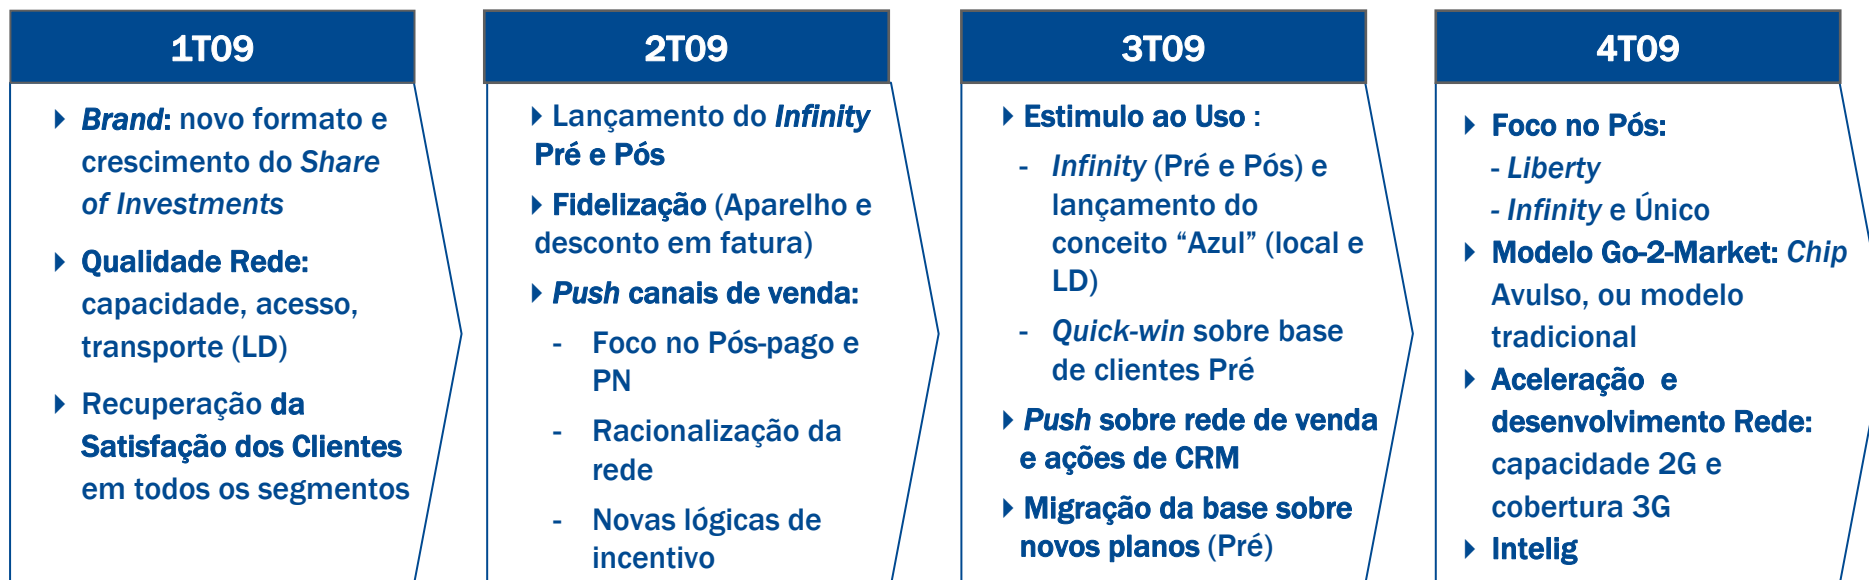 1T09
Brand: novo formato e
crescimento do Share
of Investments
Qualidade Rede:
capacidade, acesso,
transporte (LD)
Recuperação da
Satisfação dos Clientes
em todos os segmentos
2T09
Lançamento do Infinity
Pré e Pós
Fidelização (Aparelho e
desconto em fatura)
Push canais de venda:
- Foco no Pós-pago e
PN
- Racionalização da
rede
- Novas lógicas de
incentivo
3T09
Estimulo ao Uso :
- Infinity (Pré e Pós) e
lançamento do
conceito “Azul” (local e
LD)
- Quick-win sobre base
de clientes Pré
Push sobre rede de venda
e ações de CRM
Migração da base sobre
novos planos (Pré)
4T09
Foco no Pós:
- Liberty
- Infinity e Único
Modelo Go-2-Market: Chip
Avulso, ou modelo
tradicional
Aceleração e
desenvolvimento Rede:
capacidade 2G e
cobertura 3G
Intelig